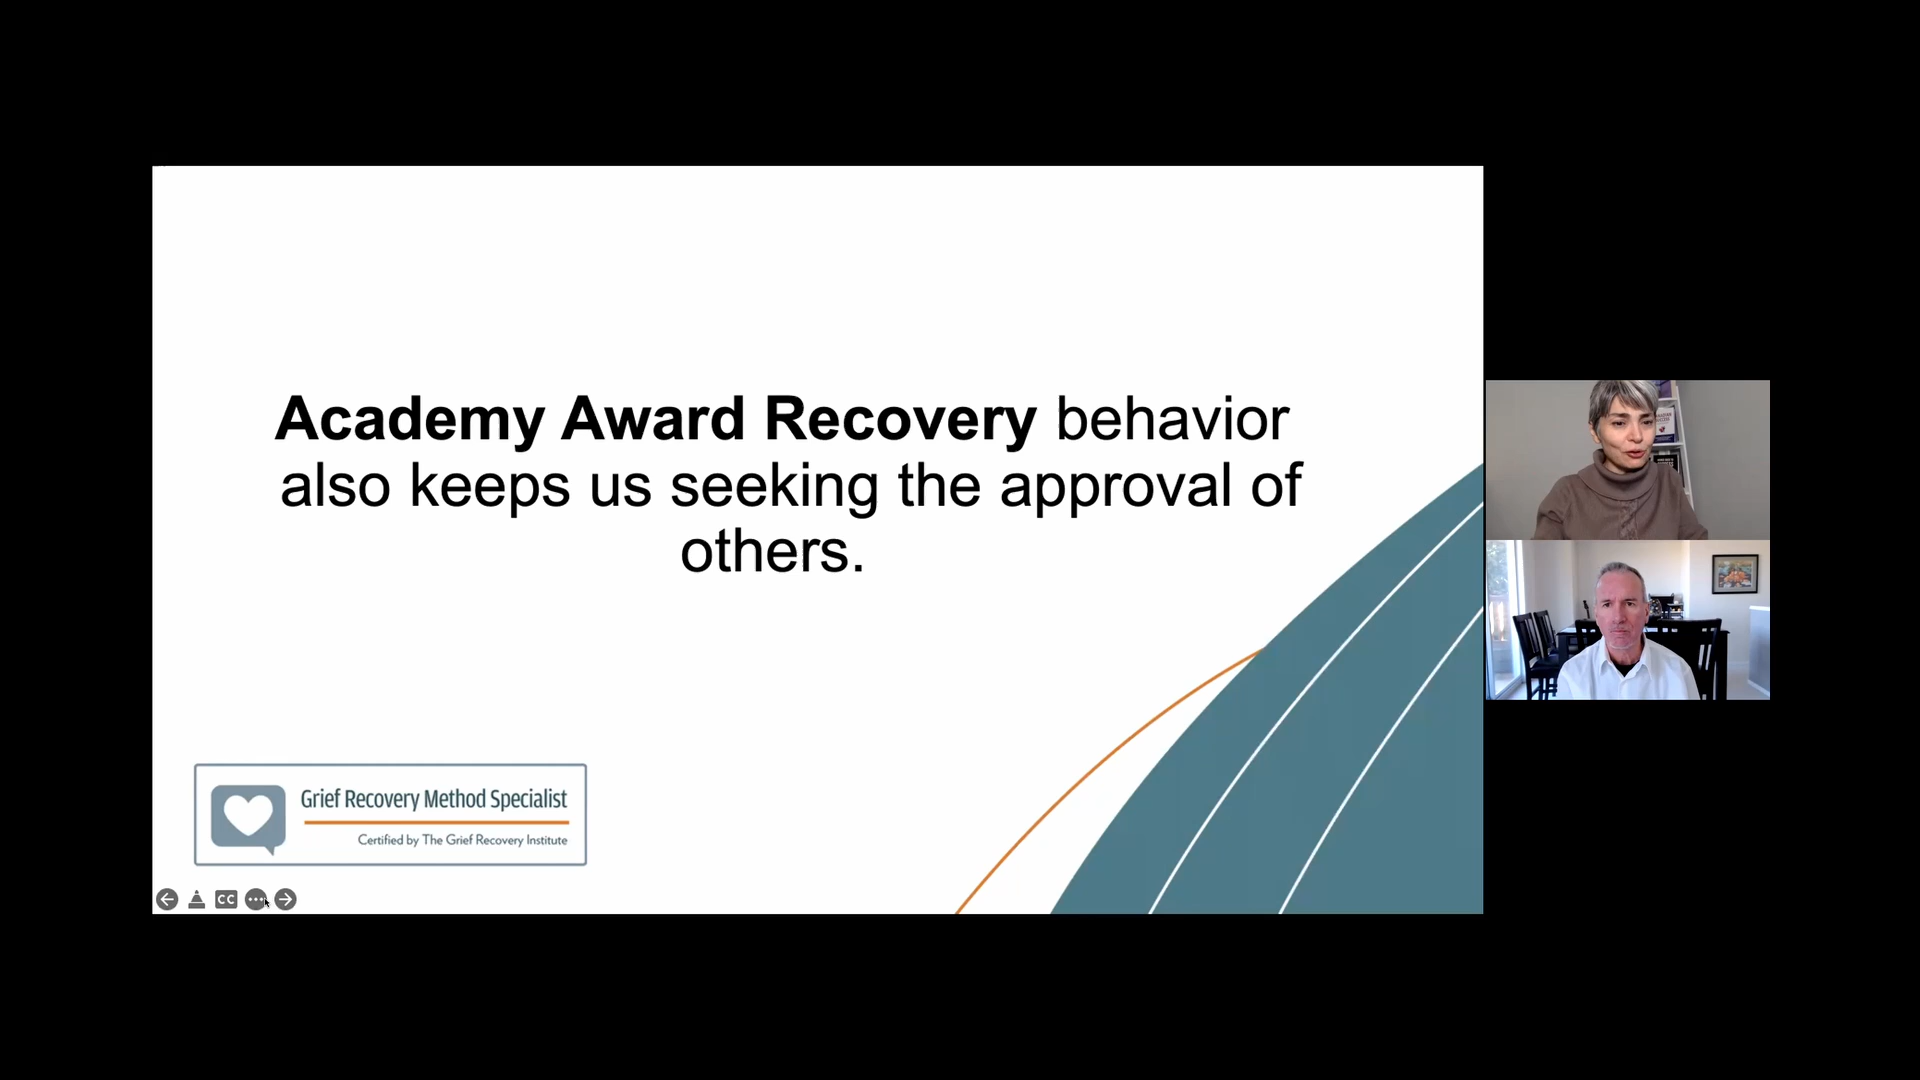 Academy Award Recovery behavior
also keeps us seeking the approval of
others.
Grief Recovery Method Specialist
Certified by The Grief Recovery Institute
CC